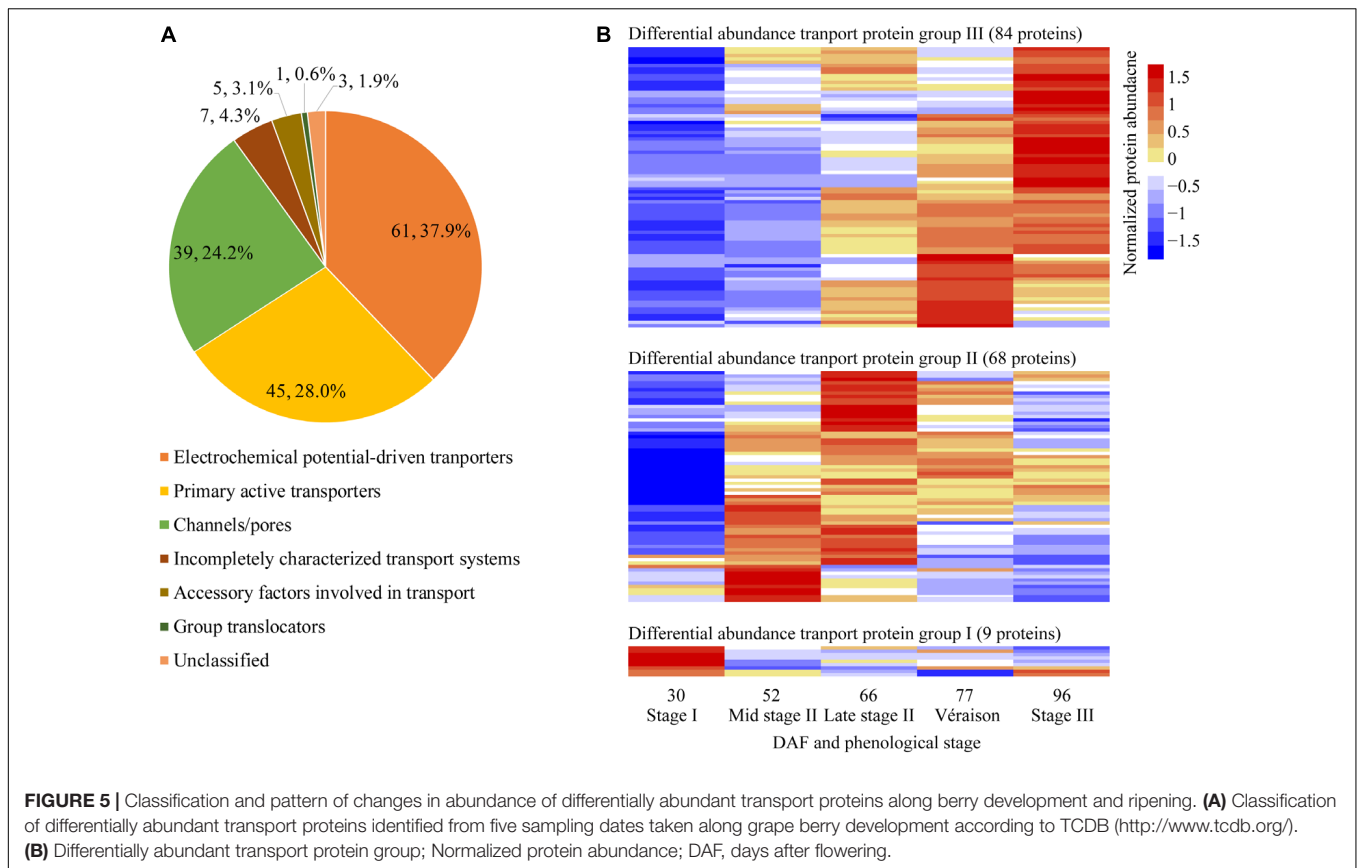 A
1, 0.6%
3, 1.9%
5, 3.1%
7, 4.3%
61, 37.9%
39, 24.2%
45, 28.0%
Electrochemical potential-driven tranporters
Primary active transporters
Channels/pores
Incompletely characterized transport systems
Accessory factors involved in transport
Group translocators
Unclassified
B
Differential abundance tranport protein group III (84 proteins)
Normalized protein abundacne
1.5
1
0.5
0
−0.5
−1
−1.5
Differential abundance tranport protein group II (68 proteins)
Differential abundance tranport protein group I (9 proteins)
30 52 66 77 96
Stage I Mid stage II Late stage II Véraison Stage III
DAF and phenological stage
FIGURE 5 | Classification and pattern of changes in abundance of differentially abundant transport proteins along berry development and ripening. (A) Classification
of differentially abundant transport proteins identified from five sampling dates taken along grape berry development according to TCDB (http://www.tcdb.org/).
(B) Differentially abundant transport protein group; Normalized protein abundance; DAF, days after flowering.